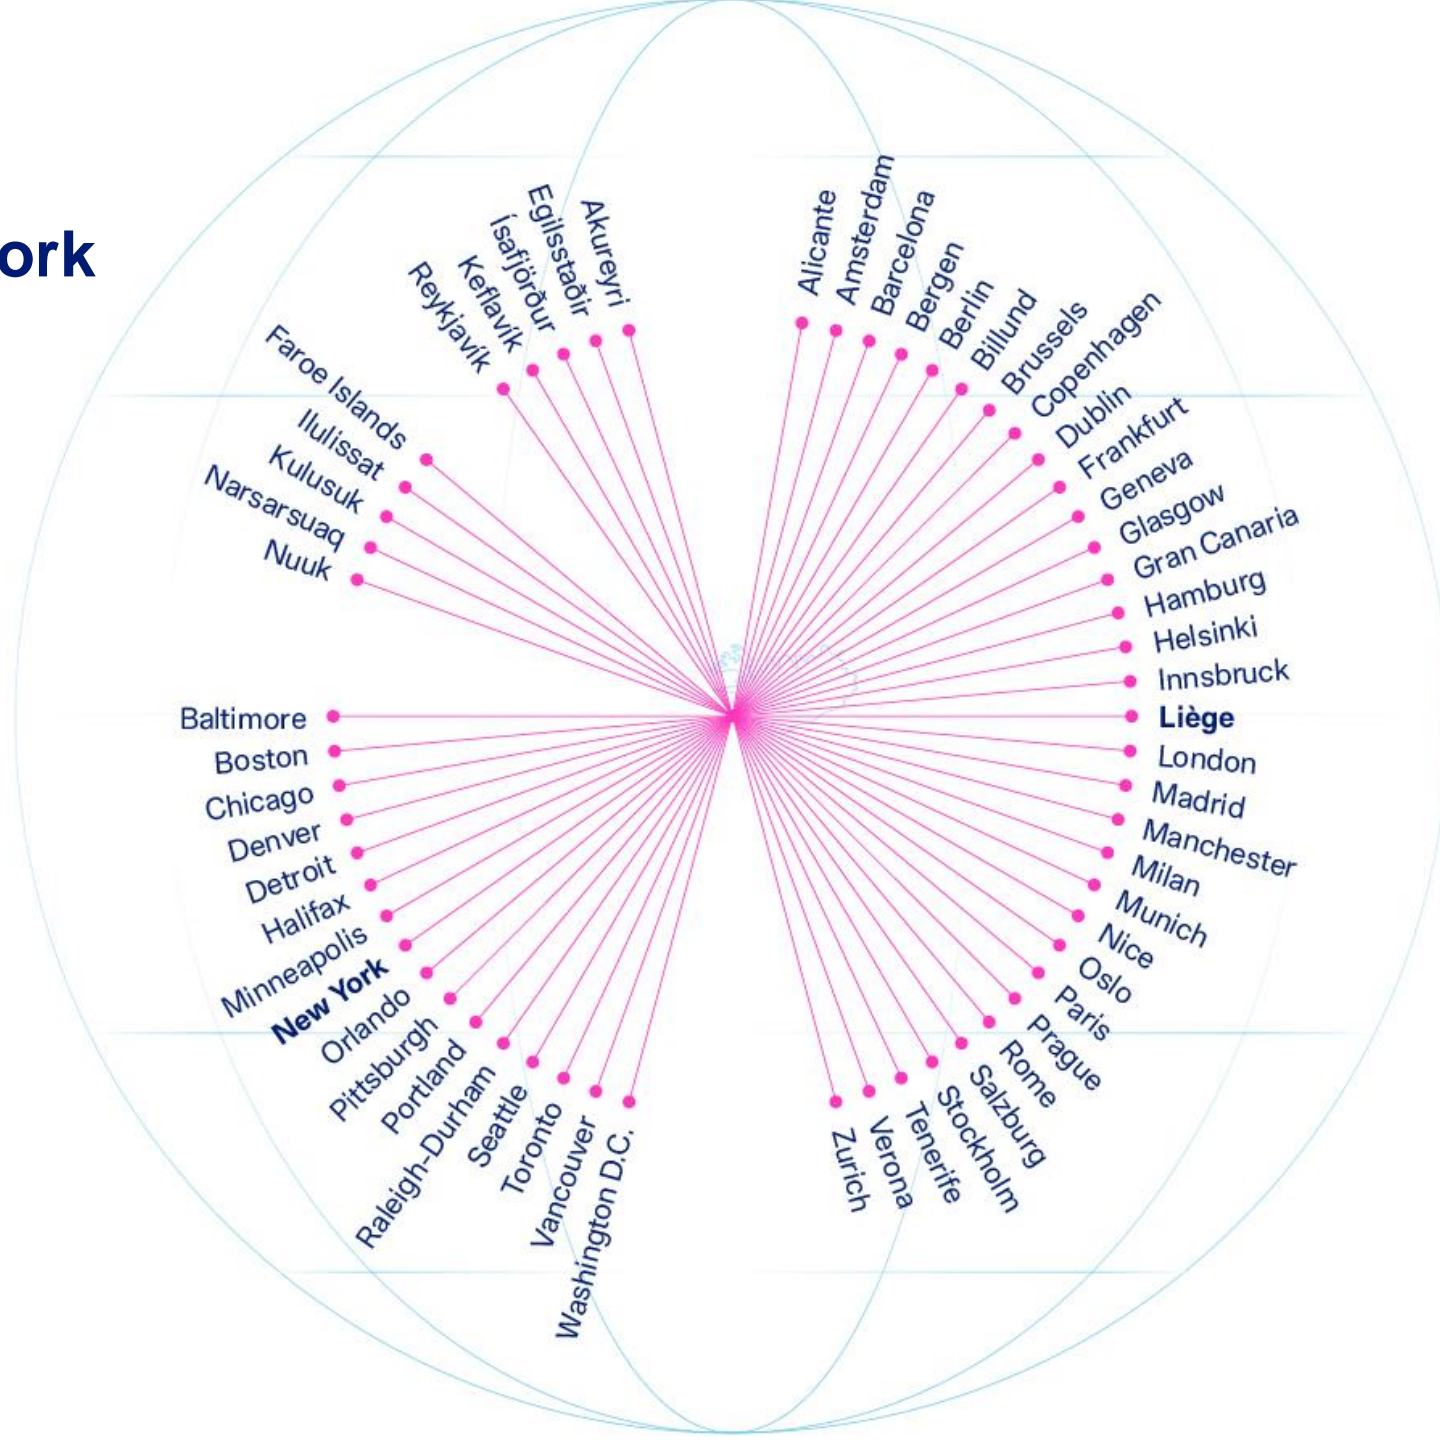 ork
Akureyri
Egilsstaðir
Ísafjörður
Keflavík
Reykjavík
Faroe Islands
Ilulissat
Kulusuk
Narsarsuaq
Nuuk
Baltimore
Boston
Chicago
Denver
Detroit
Halifax
Minneapolis
New York
Orlando
Pittsburgh
Portland
Raleigh-Durham
Seattle
Toronto
Vancouver
Washington D.C.
Alicante
Amsterdam
Barcelona
Bergen
Berlin
Billund
Brussels
Copenhagen
Dublin
Frankfurt
Geneva
Glasgow
Gran Canaria
Hamburg
Helsinki
Innsbruck
Liège
London
Madrid
Manchester
Milan
Munich
Nice
Oslo
Paris
Prague
Rome
Salzburg
Stockholm
Tenerife
Verona
Zurich